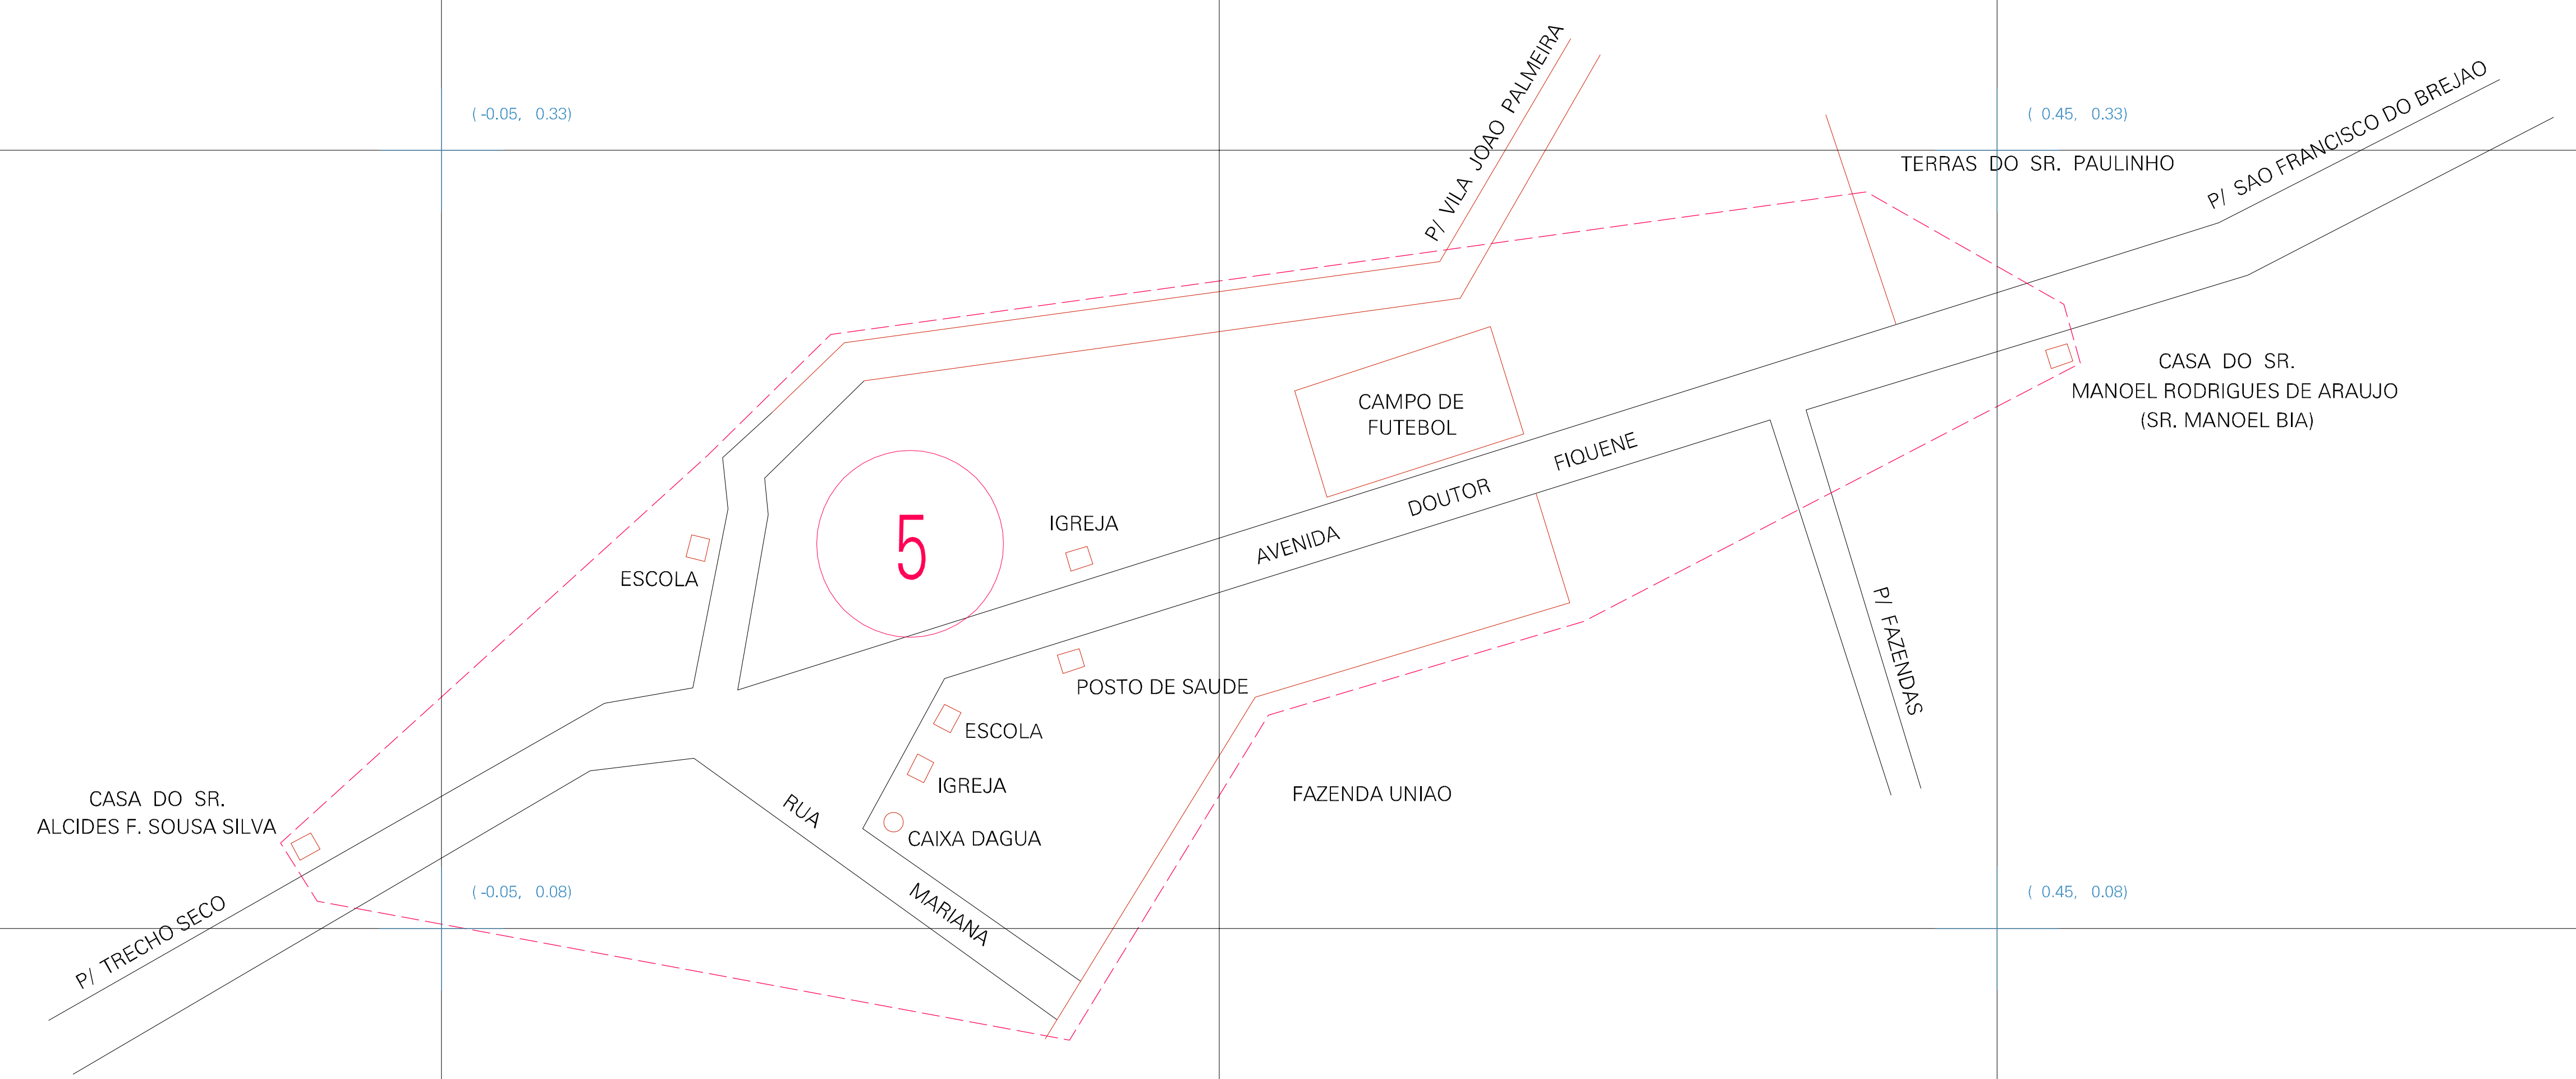 P/ VILA JOAO PALMEIRA
P/ SAO FRANCISCO DO BREJAO
( -0.05, 0.33)
( 0.45, 0.33)
TERRAS DO SR. PAULINHO
CASA DO SR.
MANOEL RODRIGUES DE ARAUJO
(SR. MANOEL BIA)
CAMPO DE
FUTEBOL
AVENIDA DOUTOR FIQUENE
5
IGREJA
ESCOLA
P/ FAZENDAS
POSTO DE SAUDE
ESCOLA
IGREJA
CAIXA DAGUA
FAZENDA UNIAO
RUA MARIANA
CASA DO SR.
ALCIDES F. SOUSA SILVA
P/ TRECHO SECO
( -0.05, 0.08)
( 0.45, 0.08)